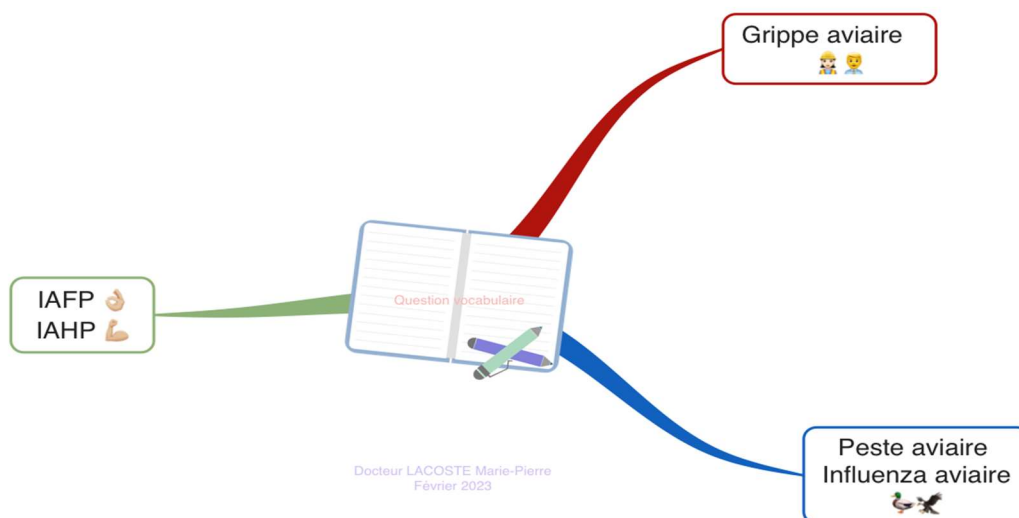 Grippe aviaire
IAFP
IAHP
Question vocabulaire
Peste aviaire
Influenza aviaire
Docteur LACOSTE Marie-Pierre
Février 2023